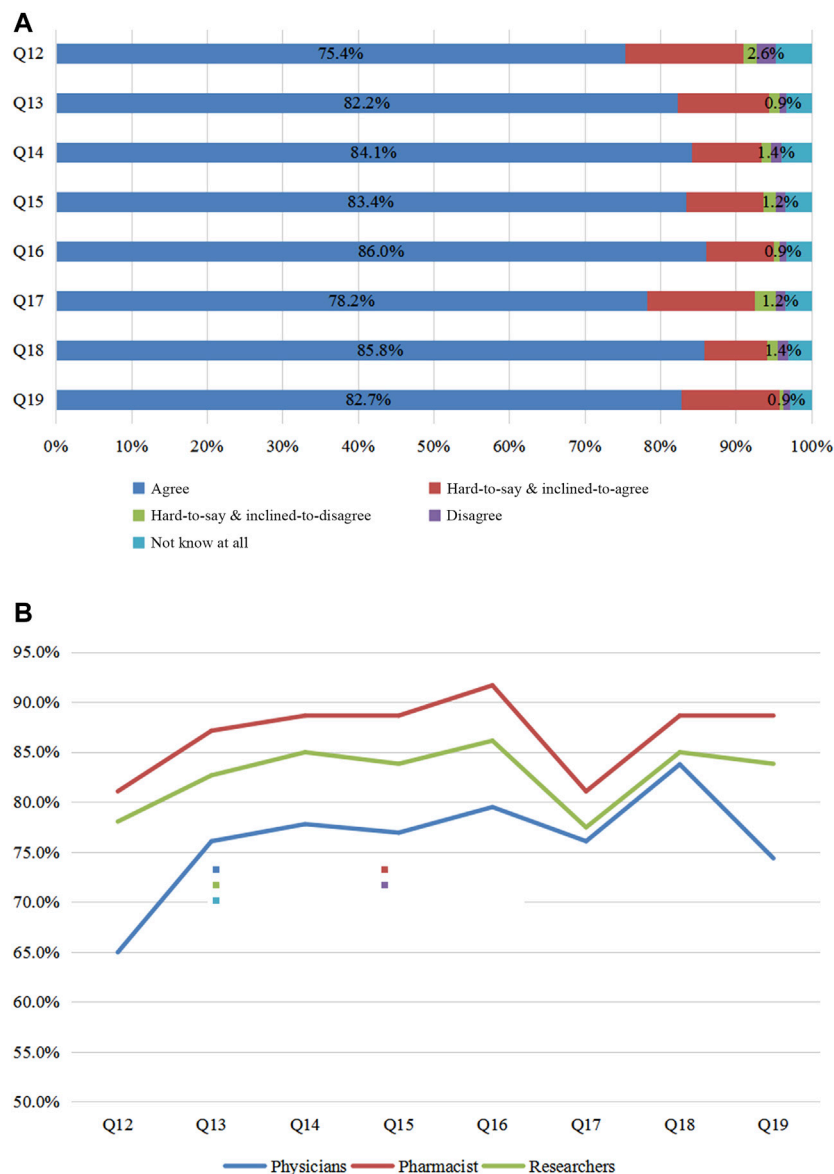 A
Q12 75.4% 2.6%
Q13 82.2% 0.9%
Q14 84.1% 1.4%
Q15 83.4% 1.2%
Q16 86.0% 0.9%
Q17 78.2% 1.2%
Q18 85.8% 1.4%
Q19 82.7% 0.9%
0% 10% 20% 30% 40% 50% 60% 70% 80% 90% 100%
Agree Hard-to-say & inclined-to-agree
Hard-to-say & inclined-to-disagree Disagree
Not know at all
B
95.0%
90.0%
85.0%
80.0%
75.0%
70.0%
65.0%
60.0%
55.0%
50.0%
Q12 Q13 Q14 Q15 Q16 Q17 Q18 Q19
Physicians Pharmacist Researchers